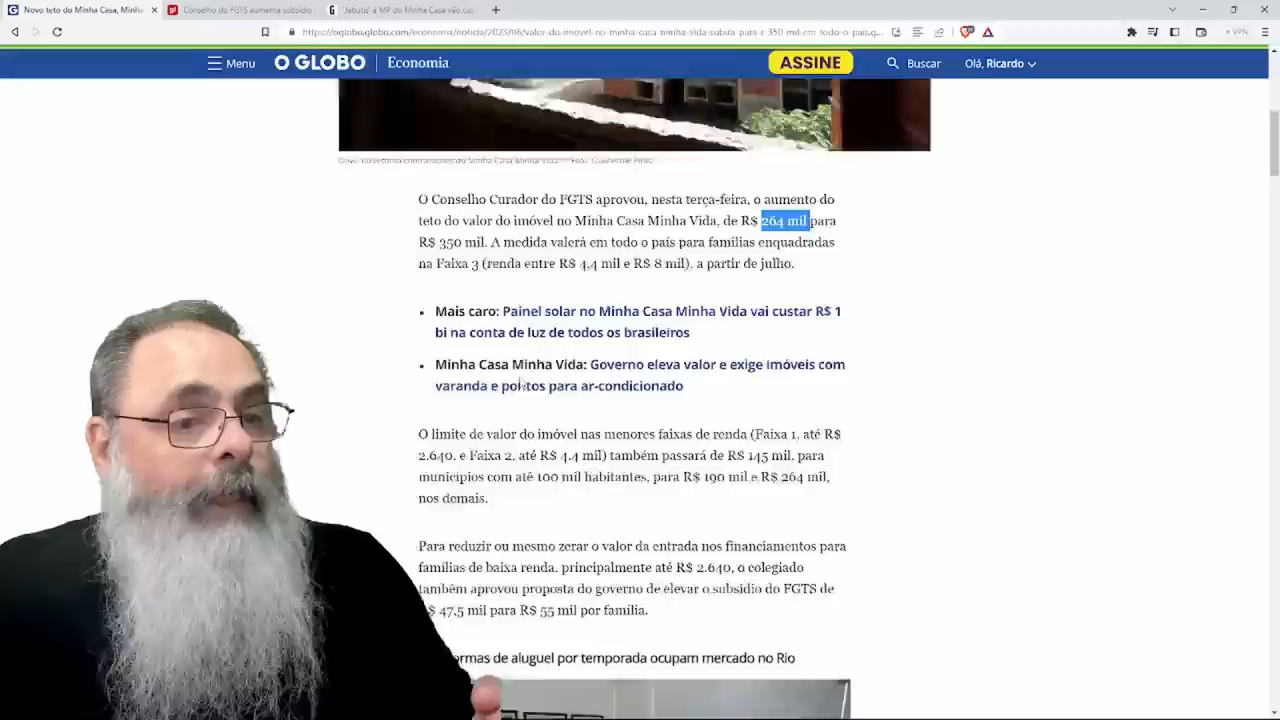 Novo teto do Minha Casa, Minha
Conselho do FGTS aumenta subsídio
'Jabutis' à MP do Minha Casa vão cus
https://oglobo.globo.com/economia/noticia/2023/06/valor-do-imovel-no-minha-casa-minha-vida-subira-para-r-350-mil-em-todo-o-pais.g...
VPN
Menu O GLOBO Economia ASSINE Buscar Olá, Ricardo
Minha Casa Minha Vida — Foto: Guilherme Pinto
O Conselho Curador do FGTS aprovou, nesta terça-feira, o aumento do
teto do valor do imóvel no Minha Casa Minha Vida, de R$ 264 mil para
R$ 350 mil. A medida valerá em todo o país para famílias enquadradas
na Faixa 3 (renda entre R$ 4,4 mil e R$ 8 mil), a partir de julho.
• Mais caro: Painel solar no Minha Casa Minha Vida vai custar R$ 1
bi na conta de luz de todos os brasileiros
• Minha Casa Minha Vida: Governo eleva valor e exige imóveis com
varanda e pontos para ar-condicionado
O limite de valor do imóvel nas menores faixas de renda (Faixa 1, até R$
2.640, e Faixa 2, até R$ 4,4 mil) também passará de R$ 145 mil, para
municípios com até 100 mil habitantes, para R$ 190 mil e R$ 264 mil,
nos demais.
Para reduzir ou mesmo zerar o valor da entrada nos financiamentos para
famílias de baixa renda, principalmente até R$ 2.640, o colegiado
também aprovou proposta do governo de elevar o subsídio do FGTS de
R$ 47,5 mil para R$ 55 mil por família.
ormas de aluguel por temporada ocupam mercado no Rio